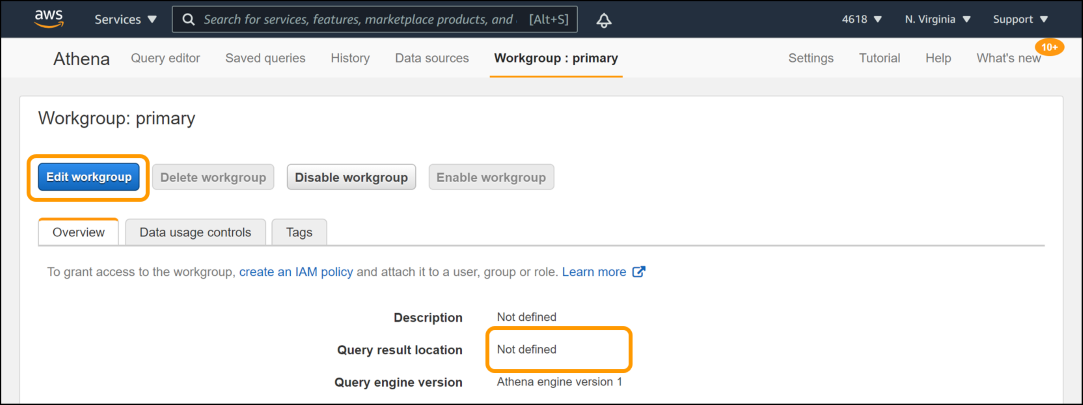 aws Services Search for services, features, marketplace products, and [Alt+S] 4618 N. Virginia Support
10+
Athena Query editor Saved queries History Data sources Workgroup : primary Settings Tutorial Help What's new
Workgroup: primary
Edit workgroup Delete workgroup Disable workgroup Enable workgroup
Overview Data usage controls Tags
To grant access to the workgroup, create an IAM policy and attach it to a user, group or role. Learn more
Description Not defined
Query result location Not defined
Query engine version Athena engine version 1